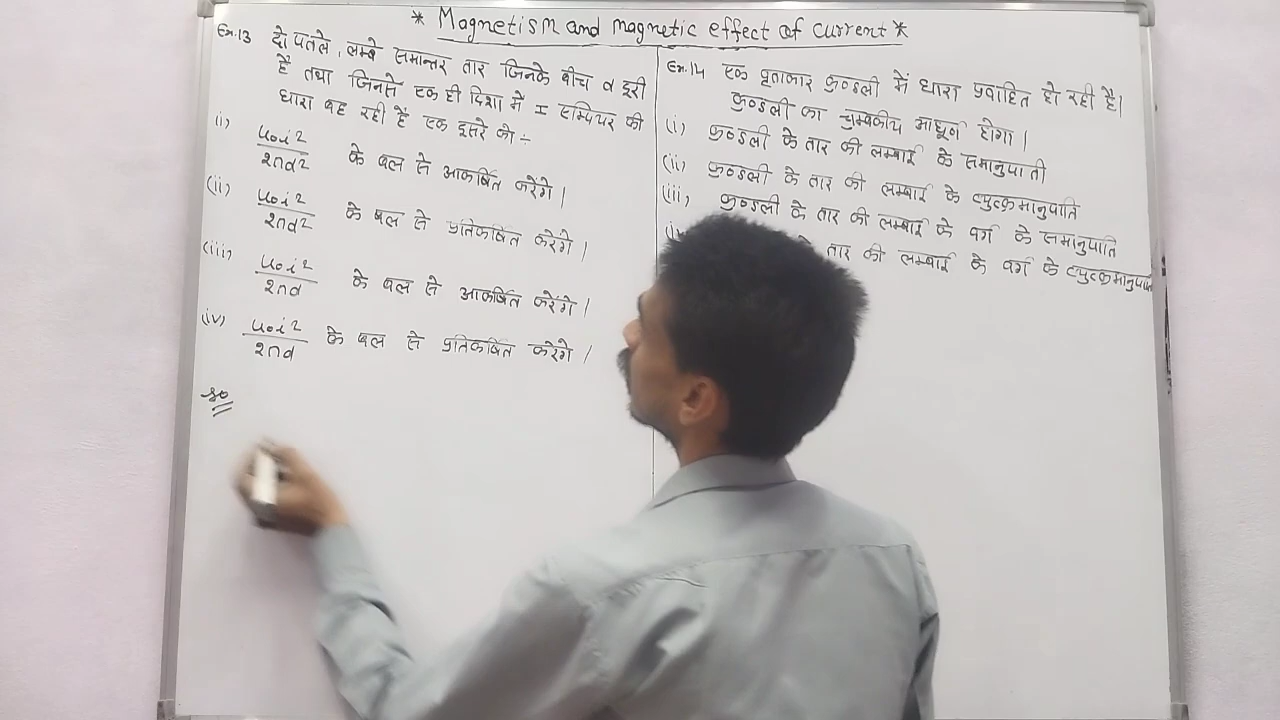 * Magnetism and magnetic effect of current *
Ex.13 दो पतले, लम्बे समान्तर तार जिनके बीच d दूरी
है तथा जिनसे एक ही दिशा में I एम्पियर की
धारा बह रही है एक दूसरे को ÷
(i) μ₀i²/2πd² के बल से आकर्षित करेंगे।
(ii) μ₀i²/2πd² के बल से प्रतिकर्षित करेंगे।
(iii) μ₀i²/2πd के बल से आकर्षित करेंगे।
(iv) μ₀i²/2πd के बल से प्रतिकर्षित करेंगे।
so
Ex.14 एक वृताकार कुण्डली में धारा प्रवाहित हो रही है।
कुण्डली का चुम्बकीय आघूर्ण होगा।
(i) कुण्डली के तार की लम्बाई के समानुपाती
(ii) कुण्डली के तार की लम्बाई के व्युत्क्रमानुपाति
(iii) कुण्डली के तार की लम्बाई के वर्ग के समानुपाति
तार की लम्बाई के वर्ग के व्युत्क्रमानुपाति